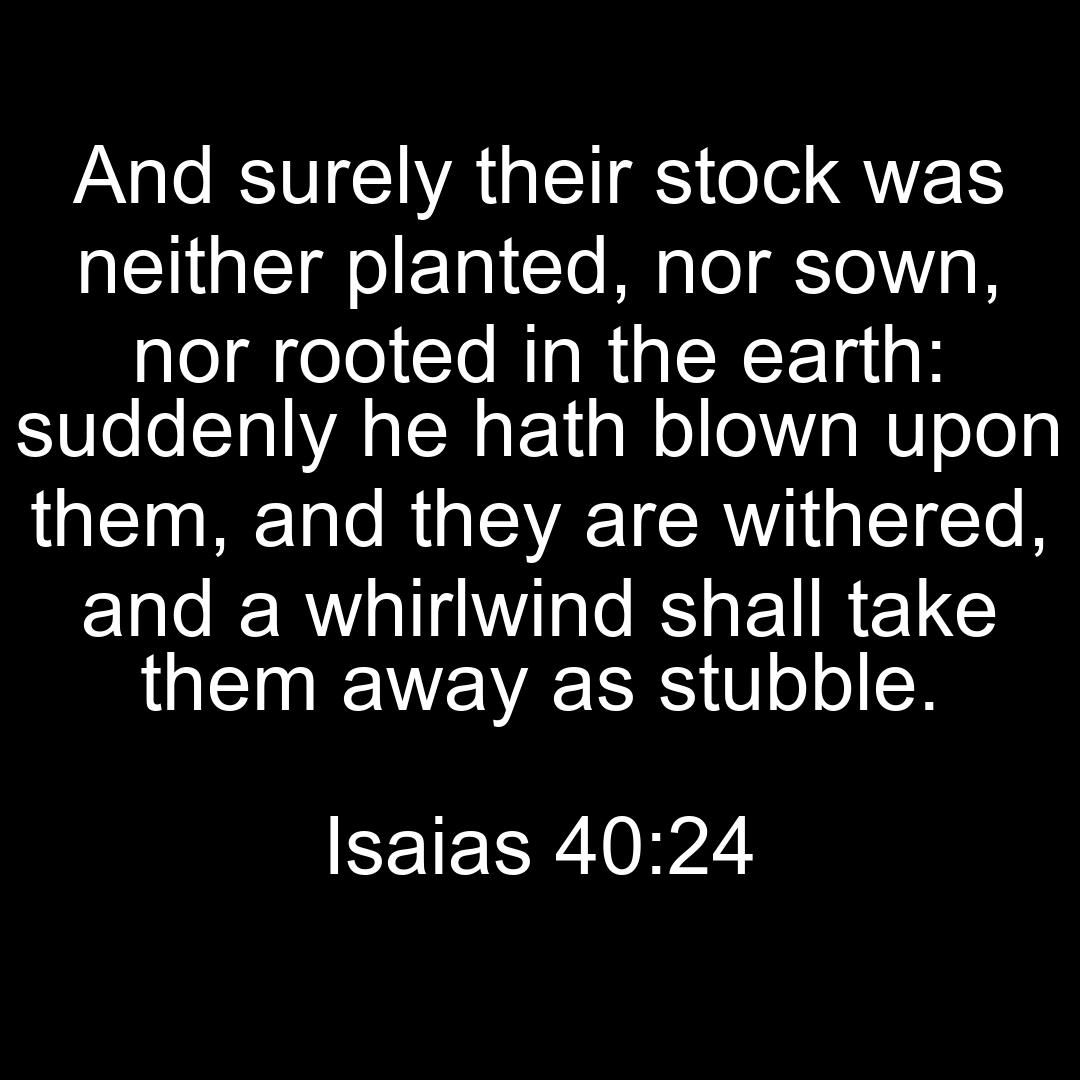 And surely their stock was
neither planted, nor sown,
nor rooted in the earth:
suddenly he hath blown upon
them, and they are withered,
and a whirlwind shall take
them away as stubble.
Isaias 40:24